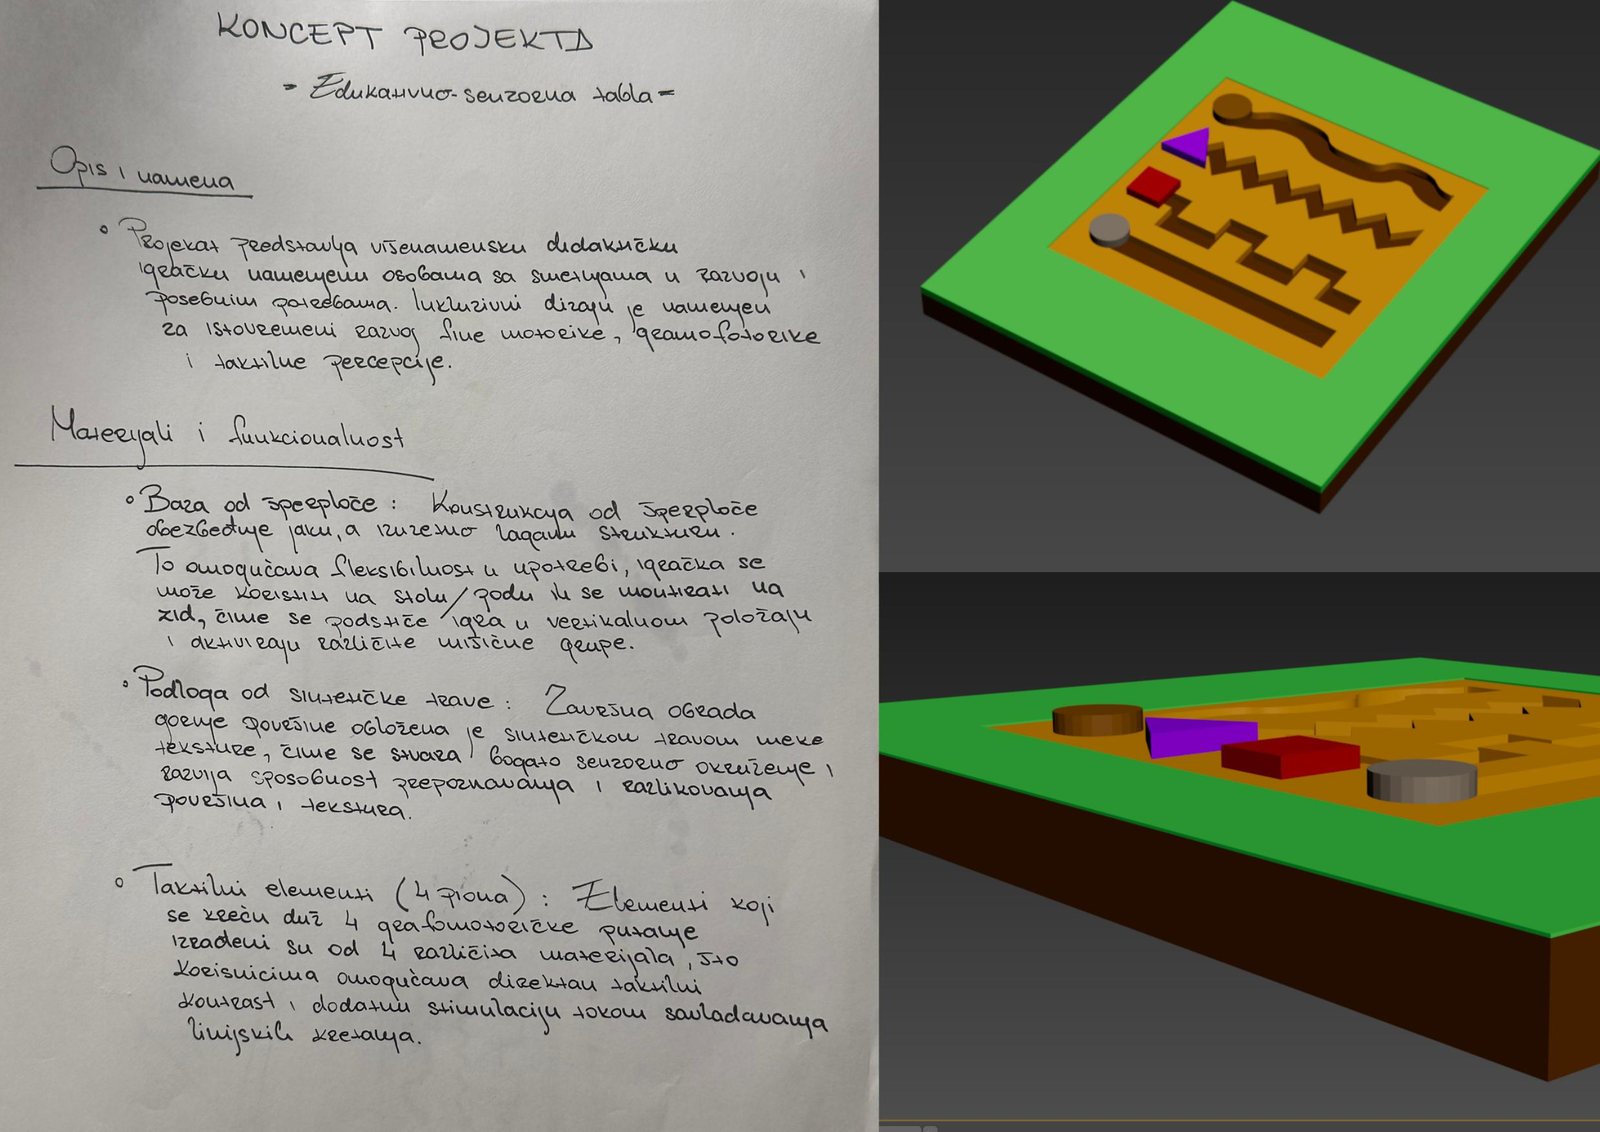 KONCEPT PROJEKTA
- Edukativno-senzorna tabla -
Opis i namena
• Projekat predstavlja višenamensku didaktičku
igračku namenjenu osobama sa smetnjama u razvoju i
posebnim potrebama. Inkluzivni dizajn je namenjen
za istovremeni razvoj fine motorike, gramofotorike
i taktilne percepcije.
Materijali i funkcionalnost
• Baza od šperploče: Konstrukcija od šperploče
obezbeđuje jaku, a izuzetno laganu strukturu.
To omogućava fleksibilnost u upotrebi, igračka se
može koristiti na stolu/podu ili se montirati na
zid, čime se podstiče igra u vertikalnom položaju
i aktiviraju različite mišićne grupe.
• Podloga od sintetičke trave: Završna obrada
gornje površine obložena je sintetičkom travom meke
teksture, čime se stvara bogato senzorno okruženje i
razvija sposobnost prepoznavanja i razlikovanja
površina i tekstura.
• Taktilni elementi (4 piona): Elementi koji
se kreću duž 4 grafomotoričke putanje
izrađeni su od 4 različita materijala, što
korisnicima omogućava direktan taktilni
kontrast i dodatnu stimulaciju tokom savladavanja
linijskih kretanja.